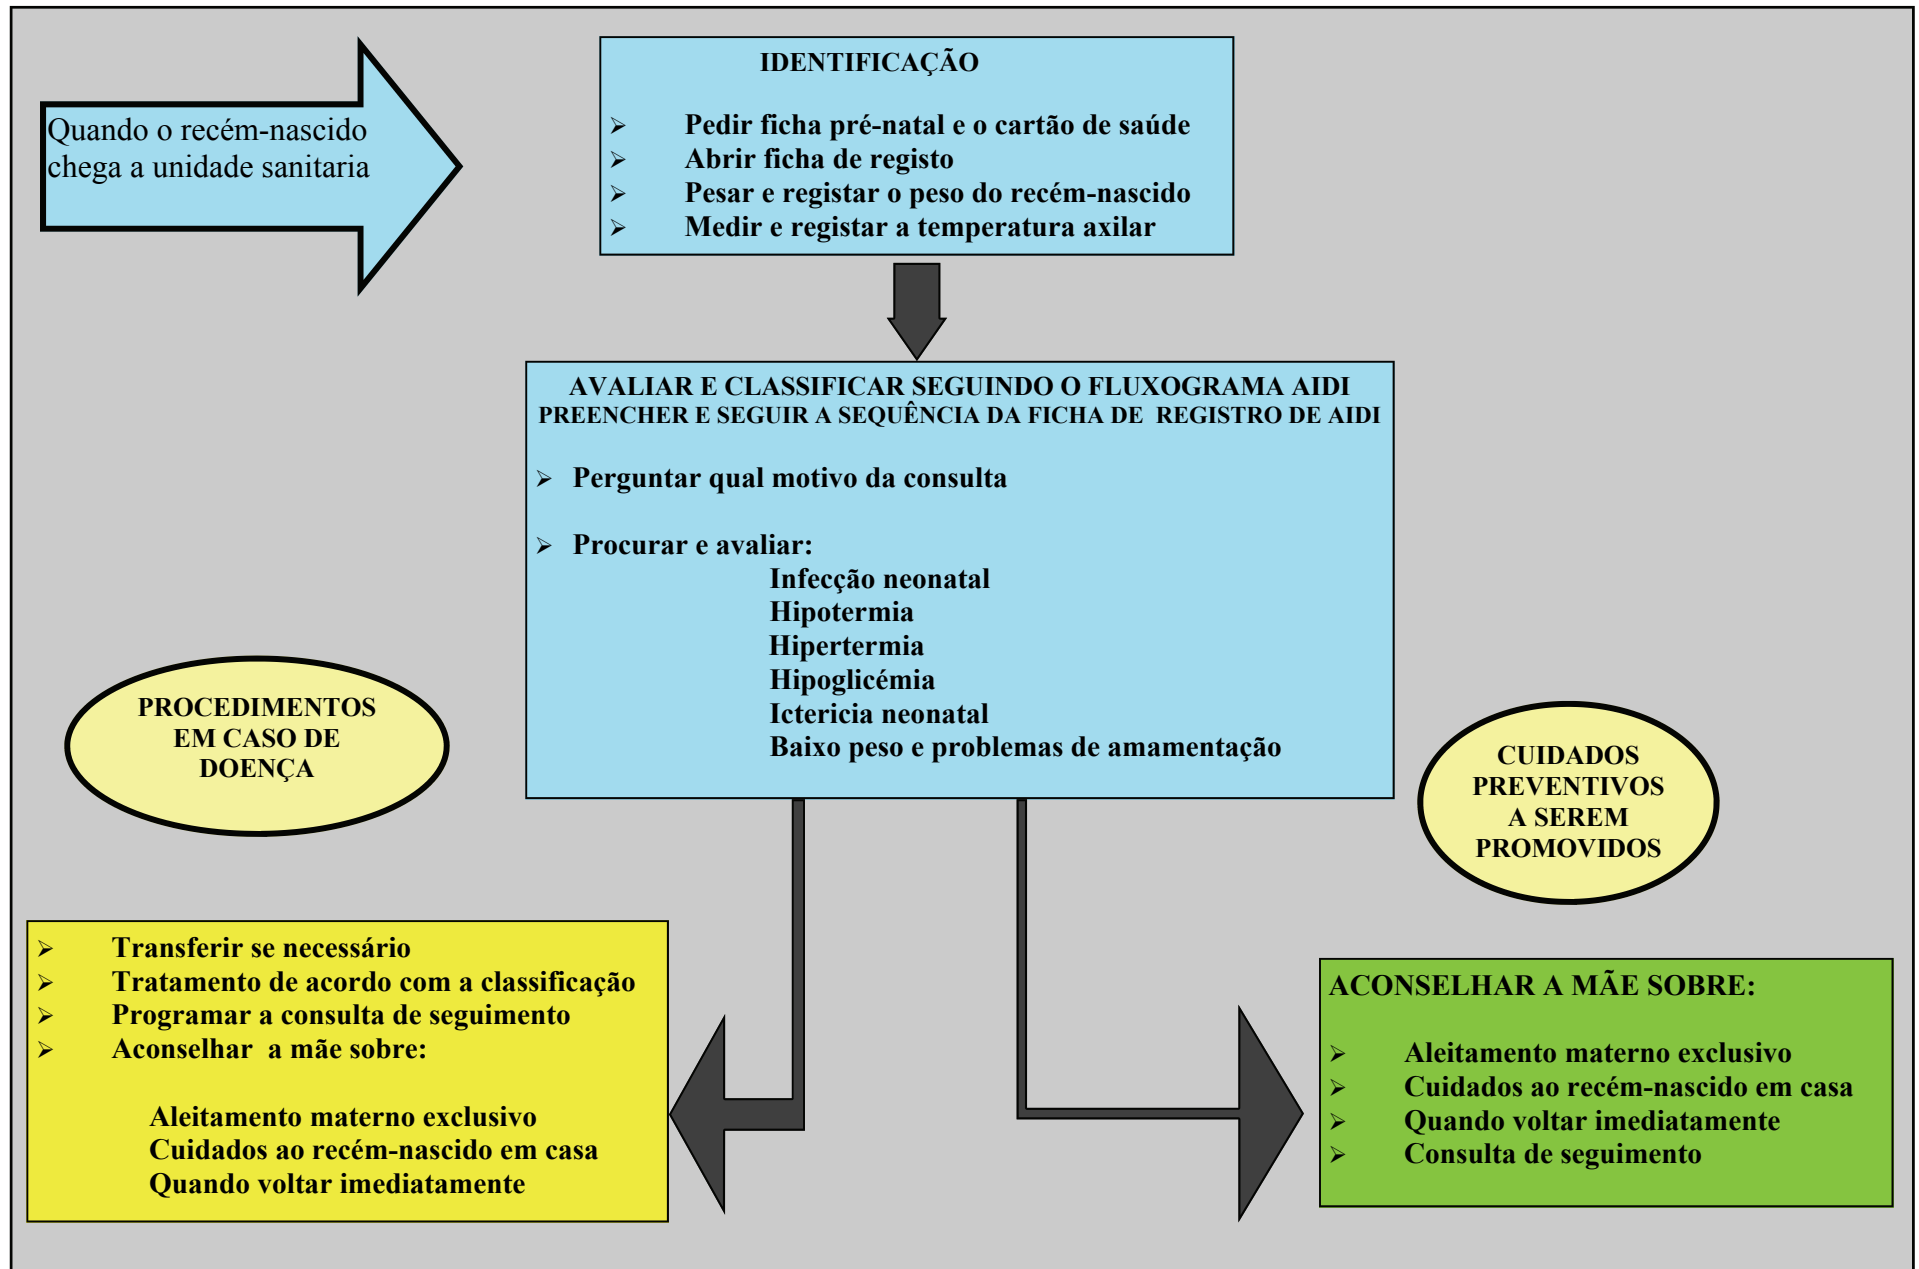 Quando o recém-nascido
chega a unidade sanitaria
IDENTIFICAÇÃO
➢ Pedir ficha pré-natal e o cartão de saúde
➢ Abrir ficha de registo
➢ Pesar e registar o peso do recém-nascido
➢ Medir e registar a temperatura axilar
AVALIAR E CLASSIFICAR SEGUINDO O FLUXOGRAMA AIDI
PREENCHER E SEGUIR A SEQUÊNCIA DA FICHA DE REGISTRO DE AIDI
➢ Perguntar qual motivo da consulta
➢ Procurar e avaliar:
Infecção neonatal
Hipotermia
Hipertermia
Hipoglicémia
Ictericia neonatal
Baixo peso e problemas de amamentação
PROCEDIMENTOS
EM CASO DE
DOENÇA
CUIDADOS
PREVENTIVOS
A SEREM
PROMOVIDOS
➢ Transferir se necessário
➢ Tratamento de acordo com a classificação
➢ Programar a consulta de seguimento
➢ Aconselhar a mãe sobre:
Aleitamento materno exclusivo
Cuidados ao recém-nascido em casa
Quando voltar imediatamente
ACONSELHAR A MÃE SOBRE:
➢ Aleitamento materno exclusivo
➢ Cuidados ao recém-nascido em casa
➢ Quando voltar imediatamente
➢ Consulta de seguimento